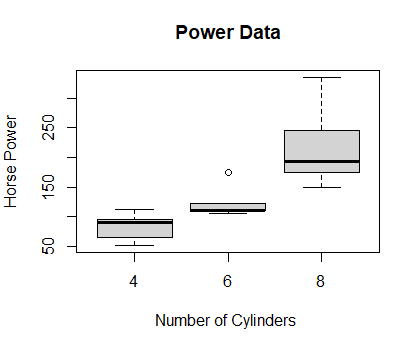 Power Data
Horse Power
250
150
50
4 6 8
Number of Cylinders